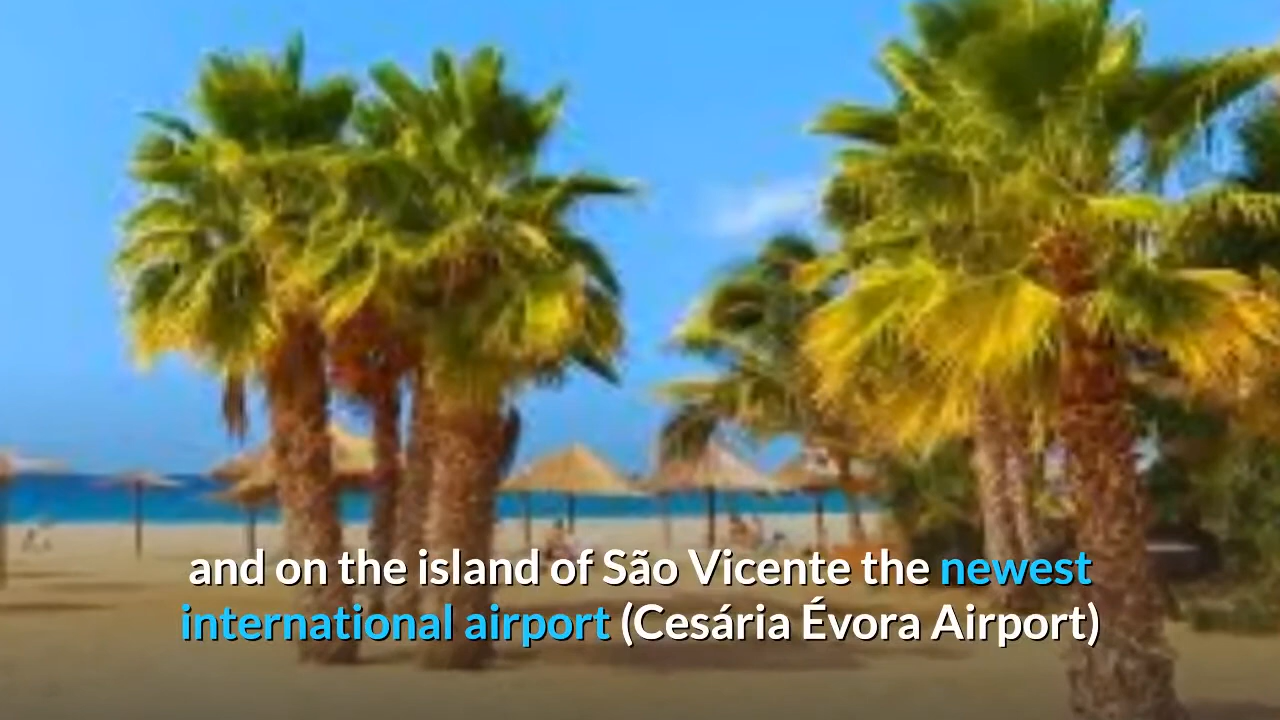 and on the island of São Vicente the newest
international airport (Cesária Évora Airport)